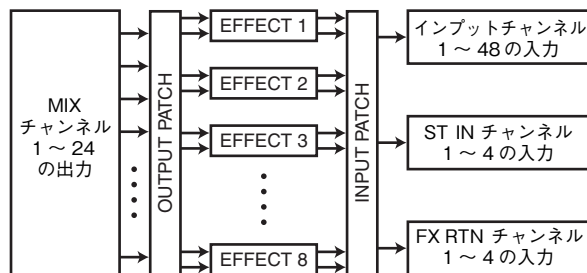 MIX
チャンネル
1 ～ 24
の出力
OUTPUT PATCH
EFFECT 1
EFFECT 2
EFFECT 3
EFFECT 8
INPUT PATCH
インプットチャンネル
1 ～ 48 の入力
ST IN チャンネル
1 ～ 4 の入力
FX RTN チャンネル
1 ～ 4 の入力